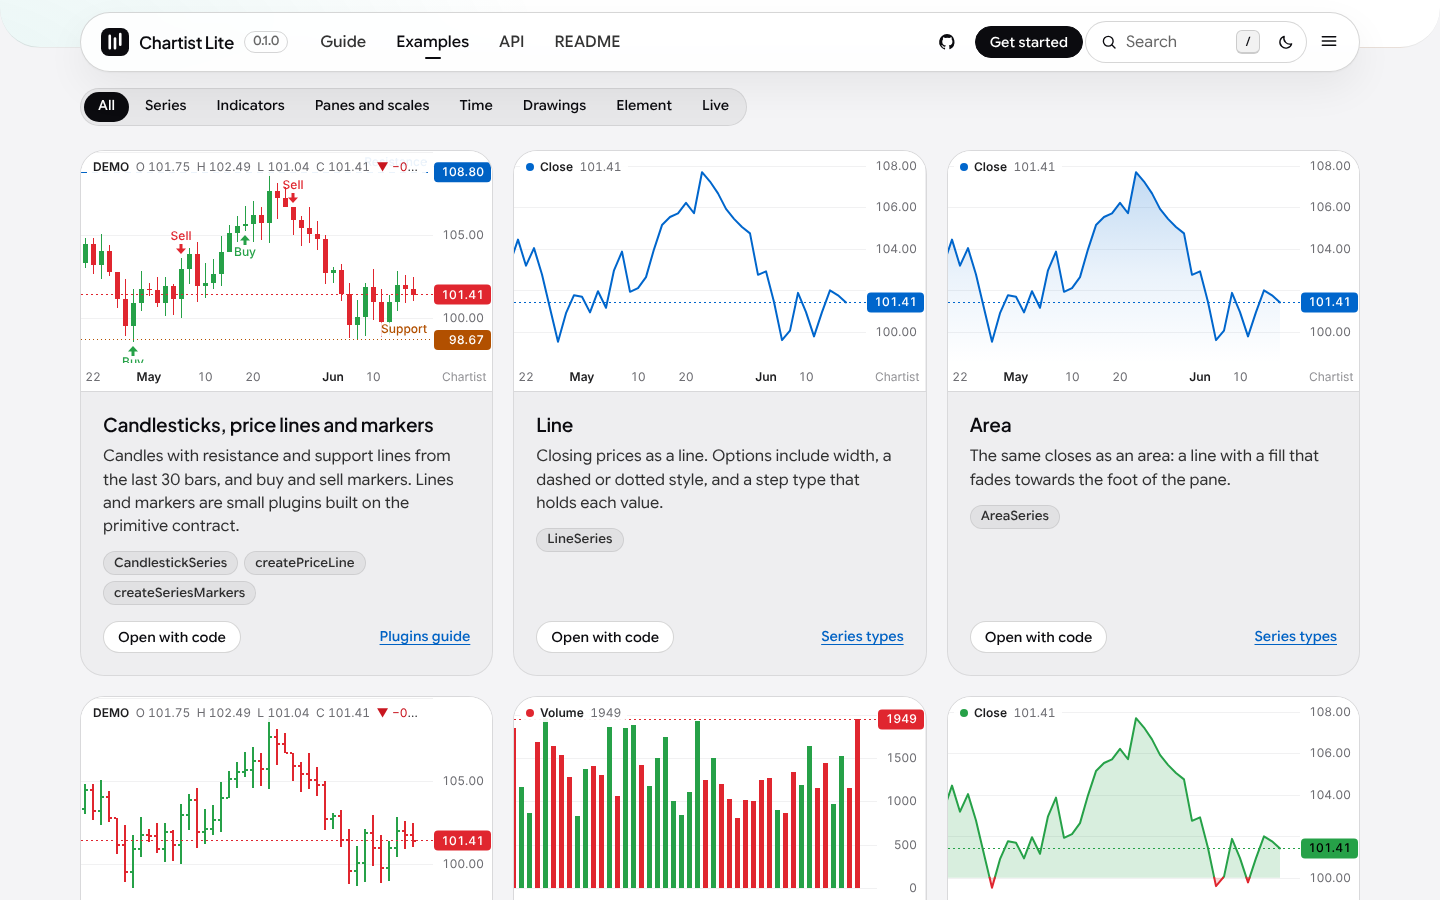 Chartist Lite 0.1.0 Guide Examples API README Get started Search /
All Series Indicators Panes and scales Time Drawings Element Live
DEMO O 101.75 H 102.49 L 101.04 C 101.41 ▼ −0...
108.80
Sell
Sell
105.00
Buy
101.41
100.00
Support
98.67
Buy
22 May 10 20 Jun 10 Chartist
Candlesticks, price lines and markers
Candles with resistance and support lines from
the last 30 bars, and buy and sell markers. Lines
and markers are small plugins built on the
primitive contract.
CandlestickSeries createPriceLine
createSeriesMarkers
Open with code Plugins guide
Close 101.41
108.00
106.00
104.00
101.41
100.00
22 May 10 20 Jun 10 Chartist
Line
Closing prices as a line. Options include width, a
dashed or dotted style, and a step type that
holds each value.
LineSeries
Open with code Series types
Close 101.41
108.00
106.00
104.00
101.41
100.00
22 May 10 20 Jun 10 Chartist
Area
The same closes as an area: a line with a fill that
fades towards the foot of the pane.
AreaSeries
Open with code Series types
DEMO O 101.75 H 102.49 L 101.04 C 101.41 ▼ −0...
105.00
101.41
100.00
Volume 1949
1949
1500
1000
500
0
Close 101.41
108.00
106.00
104.00
101.41
100.00